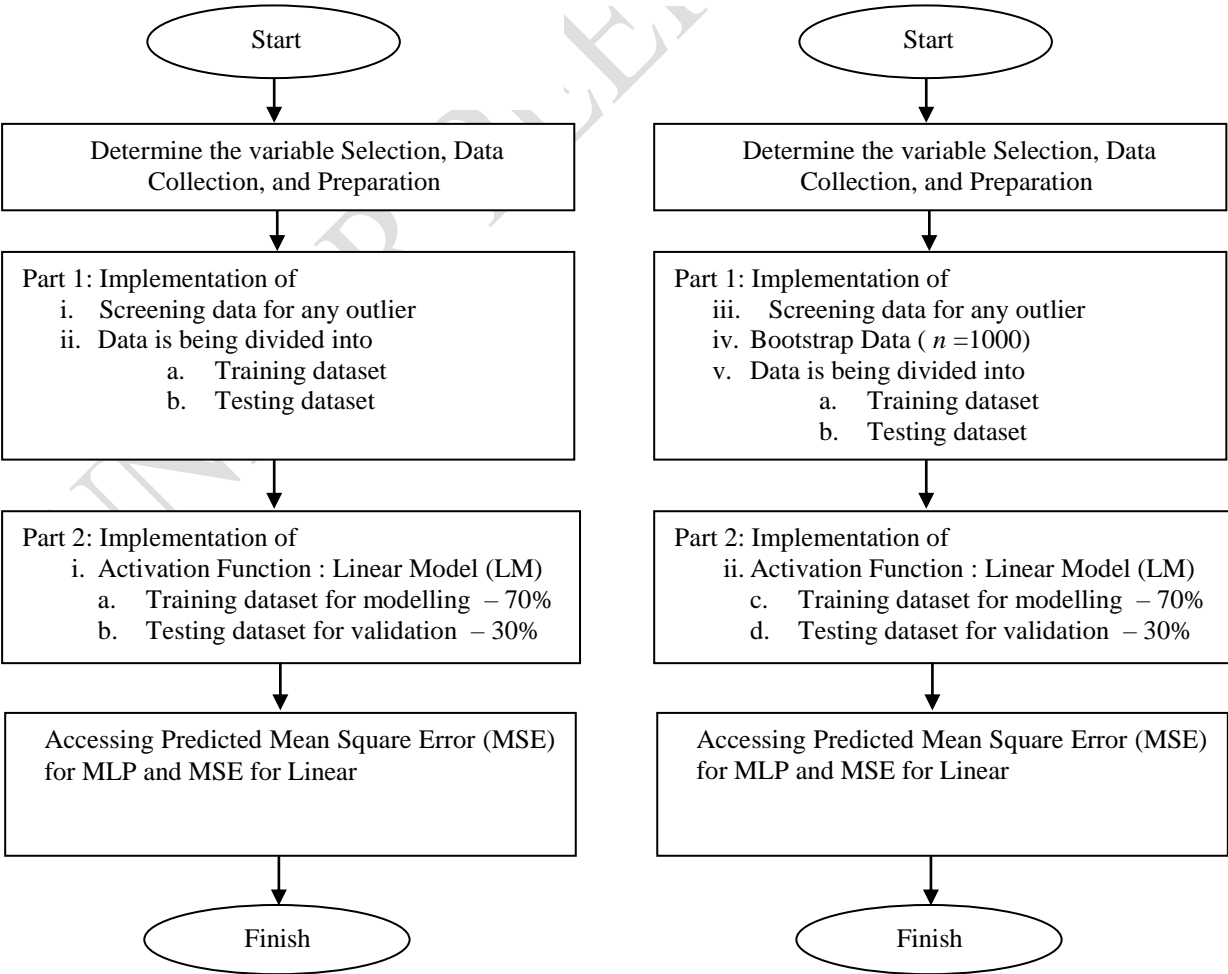 Start
Determine the variable Selection, Data
Collection, and Preparation
Part 1: Implementation of
i. Screening data for any outlier
ii. Data is being divided into
a. Training dataset
b. Testing dataset
Part 2: Implementation of
i. Activation Function : Linear Model (LM)
a. Training dataset for modelling – 70%
b. Testing dataset for validation – 30%
Accessing Predicted Mean Square Error (MSE)
for MLP and MSE for Linear
Finish
Start
Determine the variable Selection, Data
Collection, and Preparation
Part 1: Implementation of
iii. Screening data for any outlier
iv. Bootstrap Data ( n =1000)
v. Data is being divided into
a. Training dataset
b. Testing dataset
Part 2: Implementation of
ii. Activation Function : Linear Model (LM)
c. Training dataset for modelling – 70%
d. Testing dataset for validation – 30%
Accessing Predicted Mean Square Error (MSE)
for MLP and MSE for Linear
Finish